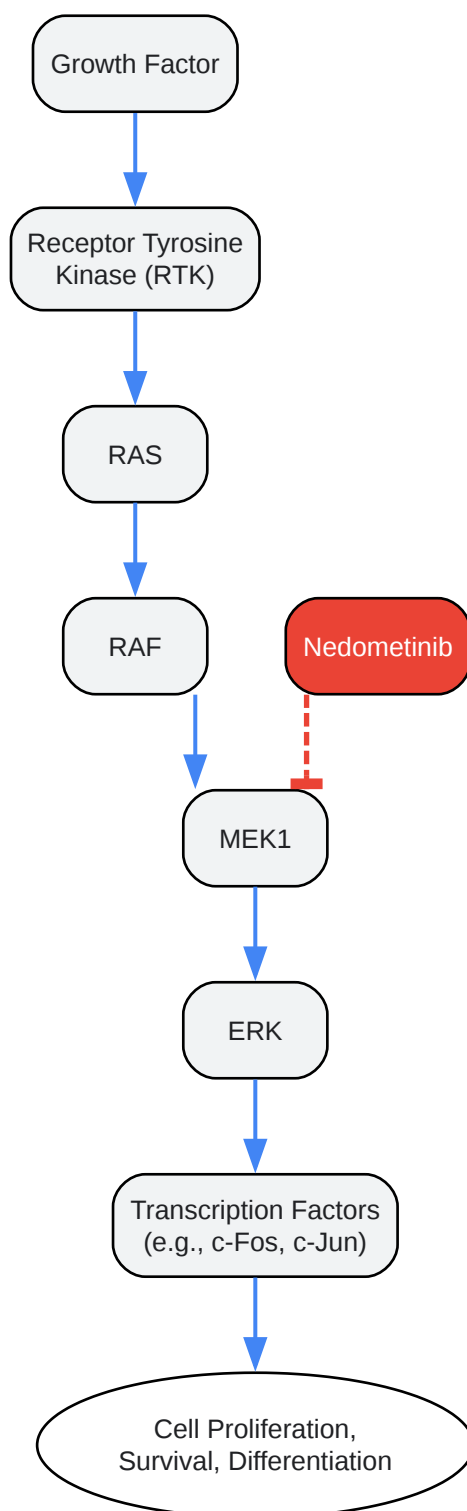 Growth Factor
Receptor Tyrosine
Kinase (RTK)
RAS
RAF
Nedometinib
MEK1
ERK
Transcription Factors
(e.g., c-Fos, c-Jun)
Cell Proliferation,
Survival, Differentiation